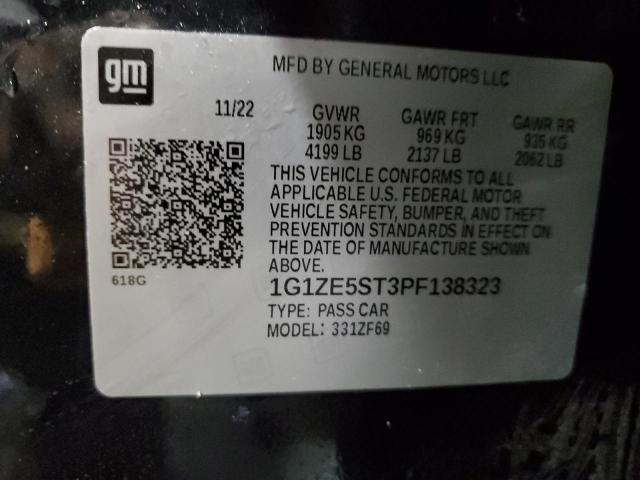 gm
MFD BY GENERAL MOTORS LLC
11/22 GVWR GAWR FRT GAWR RR
1905 KG 969 KG 935 KG
4199 LB 2137 LB 2062 LB
THIS VEHICLE CONFORMS TO ALL
APPLICABLE U.S. FEDERAL MOTOR
VEHICLE SAFETY, BUMPER, AND THEFT
PREVENTION STANDARDS IN EFFECT ON
THE DATE OF MANUFACTURE SHOWN
ABOVE.
618G
1G1ZE5ST3PF138323
TYPE: PASS CAR
MODEL: 331ZF69